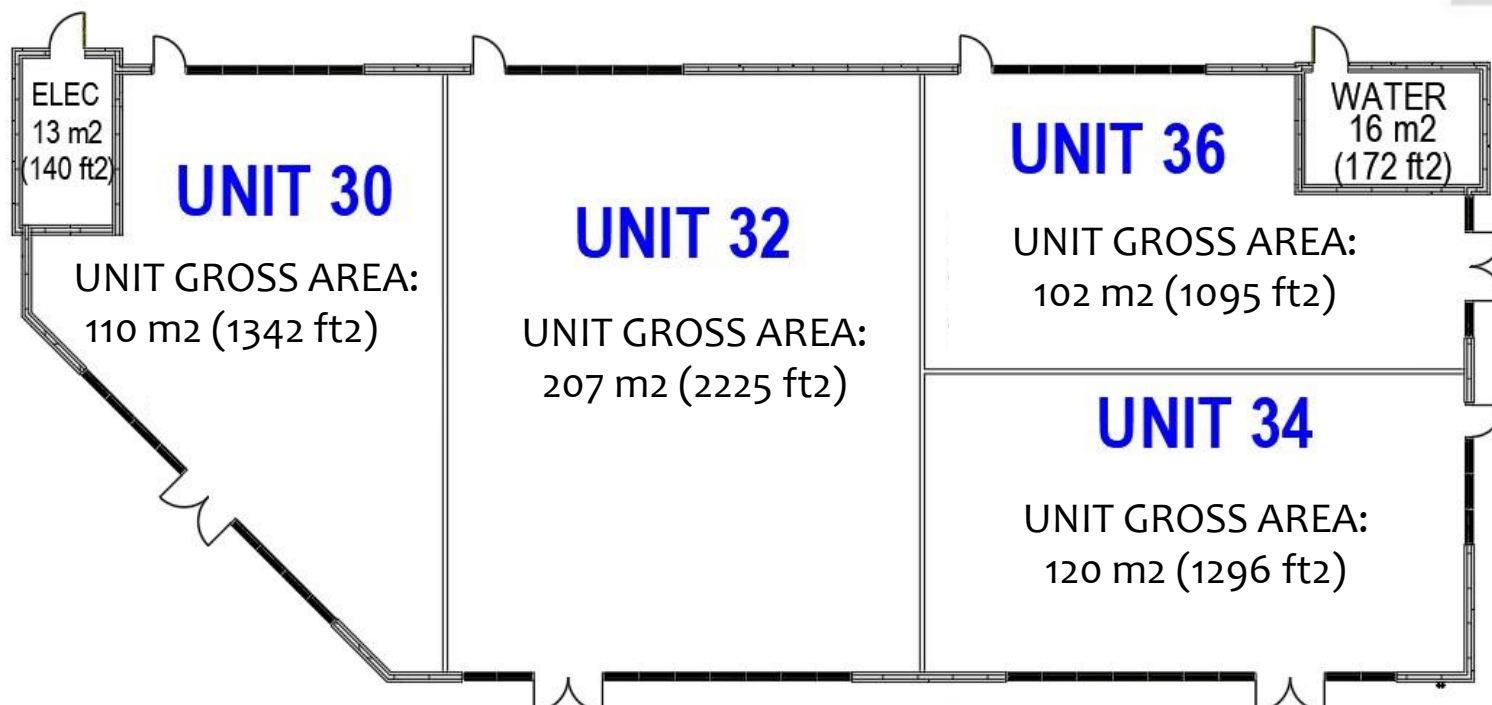 ELEC
13 m2
(140 ft2)
UNIT 30
UNIT GROSS AREA:
110 m2 (1342 ft2)
UNIT 32
UNIT GROSS AREA:
207 m2 (2225 ft2)
UNIT 36
UNIT GROSS AREA:
102 m2 (1095 ft2)
WATER
16 m2
(172 ft2)
UNIT 34
UNIT GROSS AREA:
120 m2 (1296 ft2)